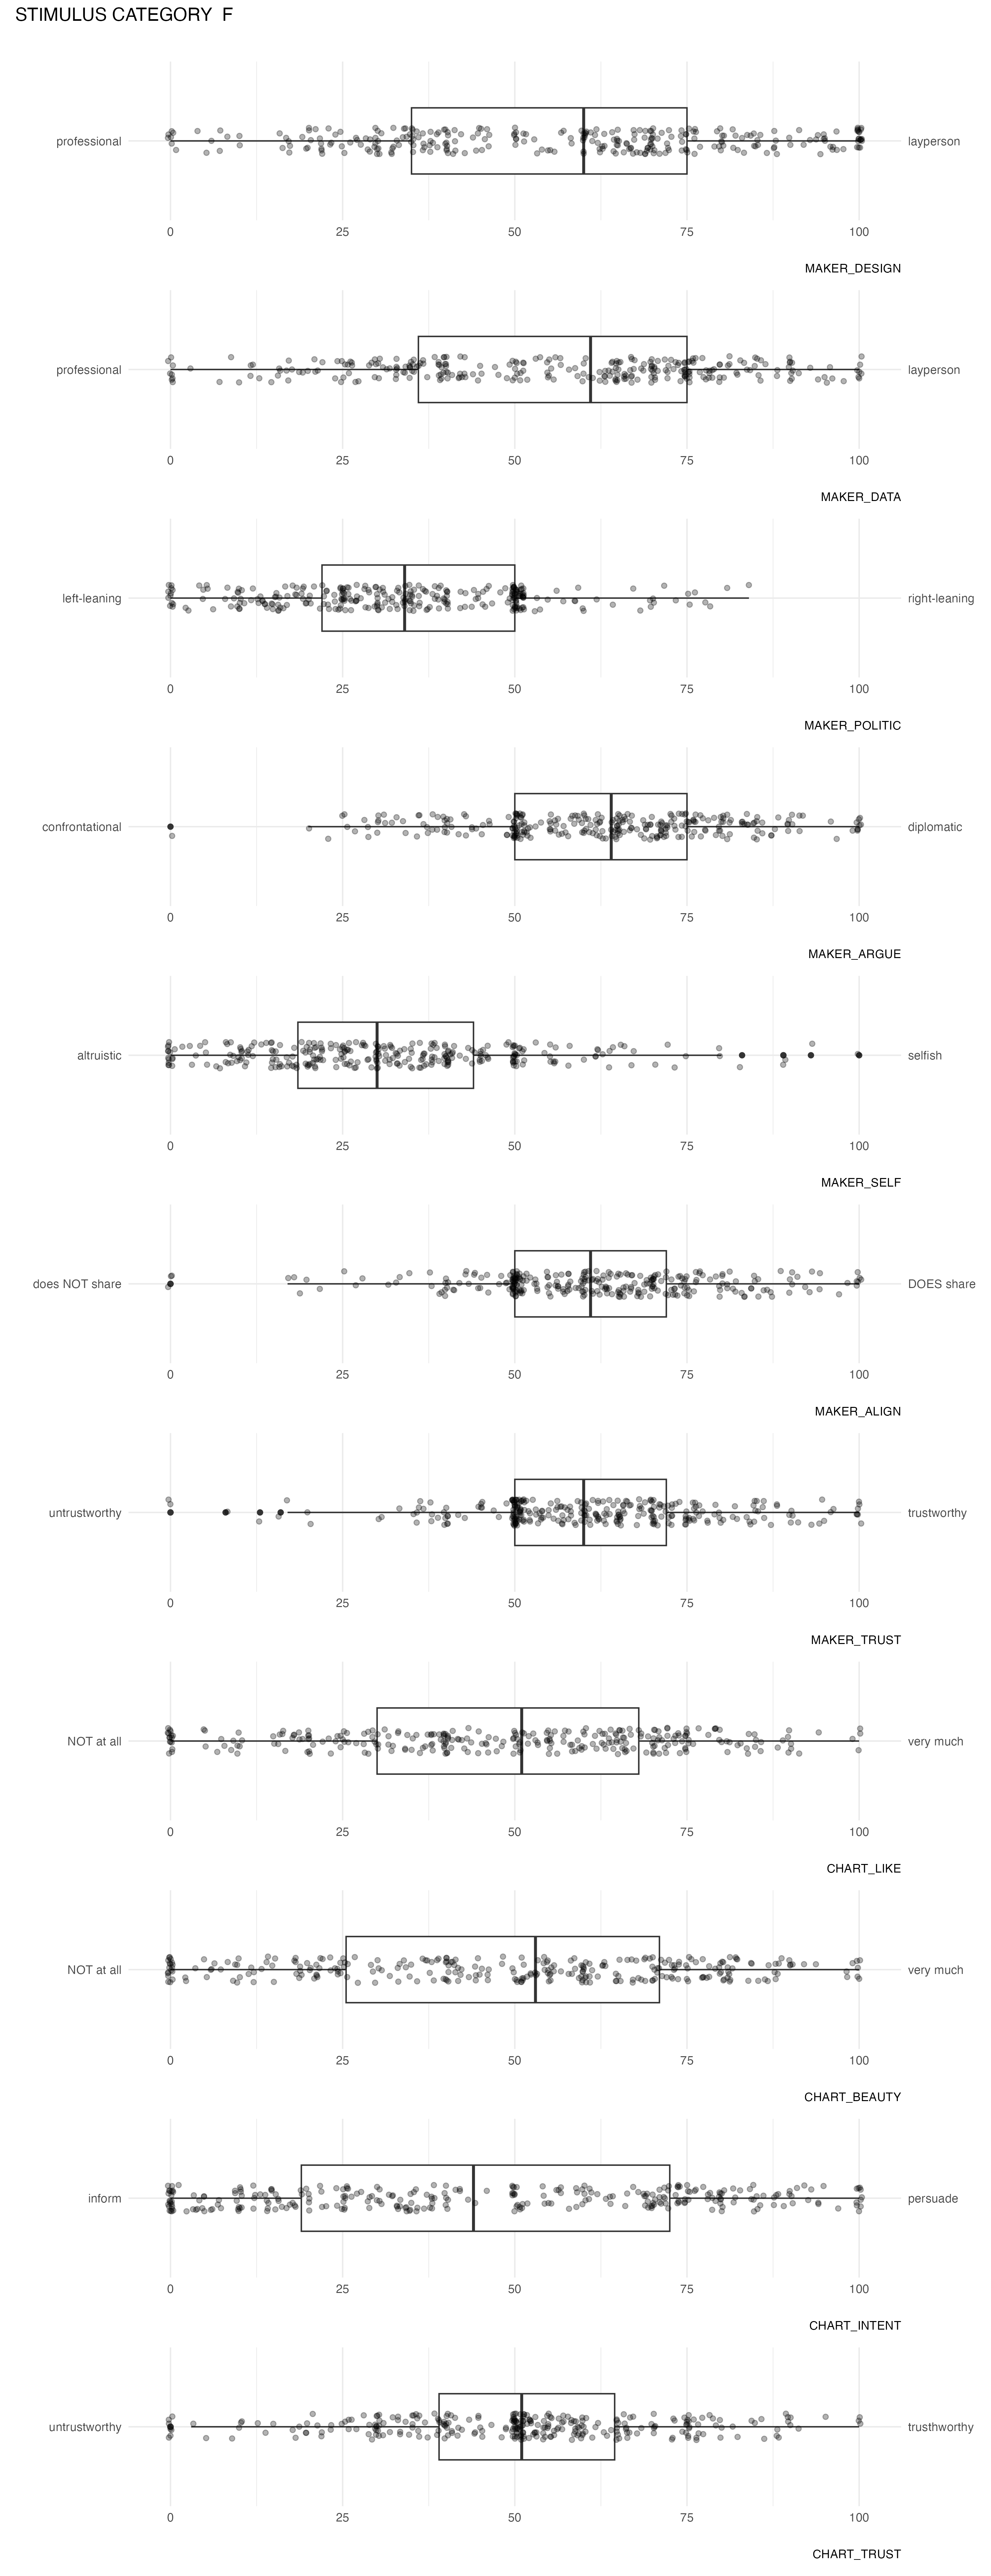 STIMULUS CATEGORY  F
professional layperson
0 25 50 75 100
MAKER_DESIGN
professional layperson
0 25 50 75 100
MAKER_DATA
left-leaning right-leaning
0 25 50 75 100
MAKER_POLITIC
confrontational diplomatic
0 25 50 75 100
MAKER_ARGUE
altruistic selfish
0 25 50 75 100
MAKER_SELF
does NOT share DOES share
0 25 50 75 100
MAKER_ALIGN
untrustworthy trustworthy
0 25 50 75 100
MAKER_TRUST
NOT at all very much
0 25 50 75 100
CHART_LIKE
NOT at all very much
0 25 50 75 100
CHART_BEAUTY
inform persuade
0 25 50 75 100
CHART_INTENT
untrustworthy trusthworthy
0 25 50 75 100
CHART_TRUST